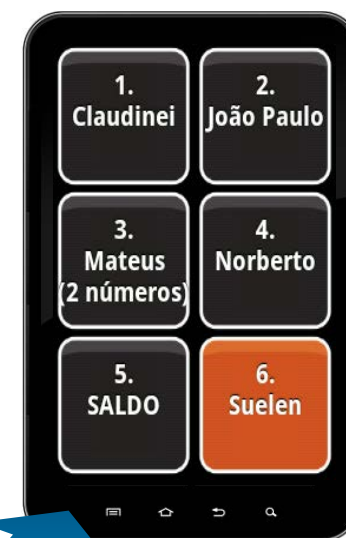 1.
Claudinei
2.
João Paulo
3.
Mateus
(2 números)
4.
Norberto
5.
SALDO
6.
Suelen